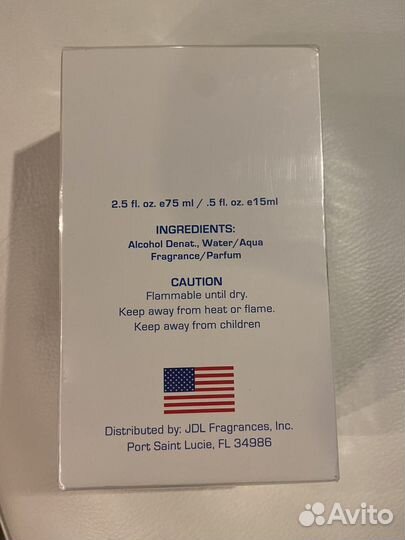 2.5 fl. oz. e75 ml / .5 fl. oz. e15ml
INGREDIENTS:
Alcohol Denat., Water/Aqua
Fragrance/Parfum
CAUTION
Flammable until dry.
Keep away from heat or flame.
Keep away from children
Distributed by: JDL Fragrances, Inc.
Port Saint Lucie, FL 34986
Avito